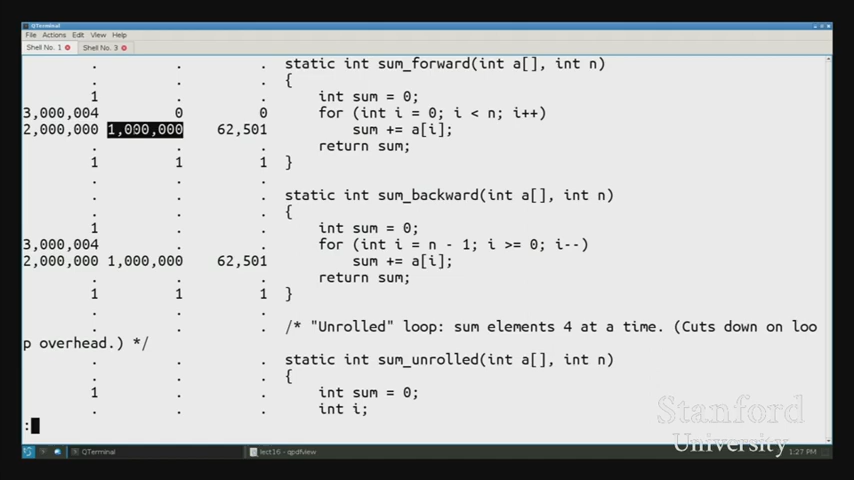 QTerminal
File Actions Edit View Help
Shell No. 1 Shell No. 3
. . . static int sum_forward(int a[], int n)
. . . {
1 . . int sum = 0;
3,000,004 0 0 for (int i = 0; i < n; i++)
2,000,000 1,000,000 62,501 sum += a[i];
. . . return sum;
1 1 1 }
. . .
. . . static int sum_backward(int a[], int n)
. . . {
1 . . int sum = 0;
3,000,004 . . for (int i = n - 1; i >= 0; i--)
2,000,000 1,000,000 62,501 sum += a[i];
. . . return sum;
1 1 1 }
. . .
. . . /* "Unrolled" loop: sum elements 4 at a time. (Cuts down on loo
p overhead.) */
. . . static int sum_unrolled(int a[], int n)
. . . {
1 . . int sum = 0;
. . . int i;
:
Stanford
University
QTerminal lect16 - qpdfview 1:27 PM